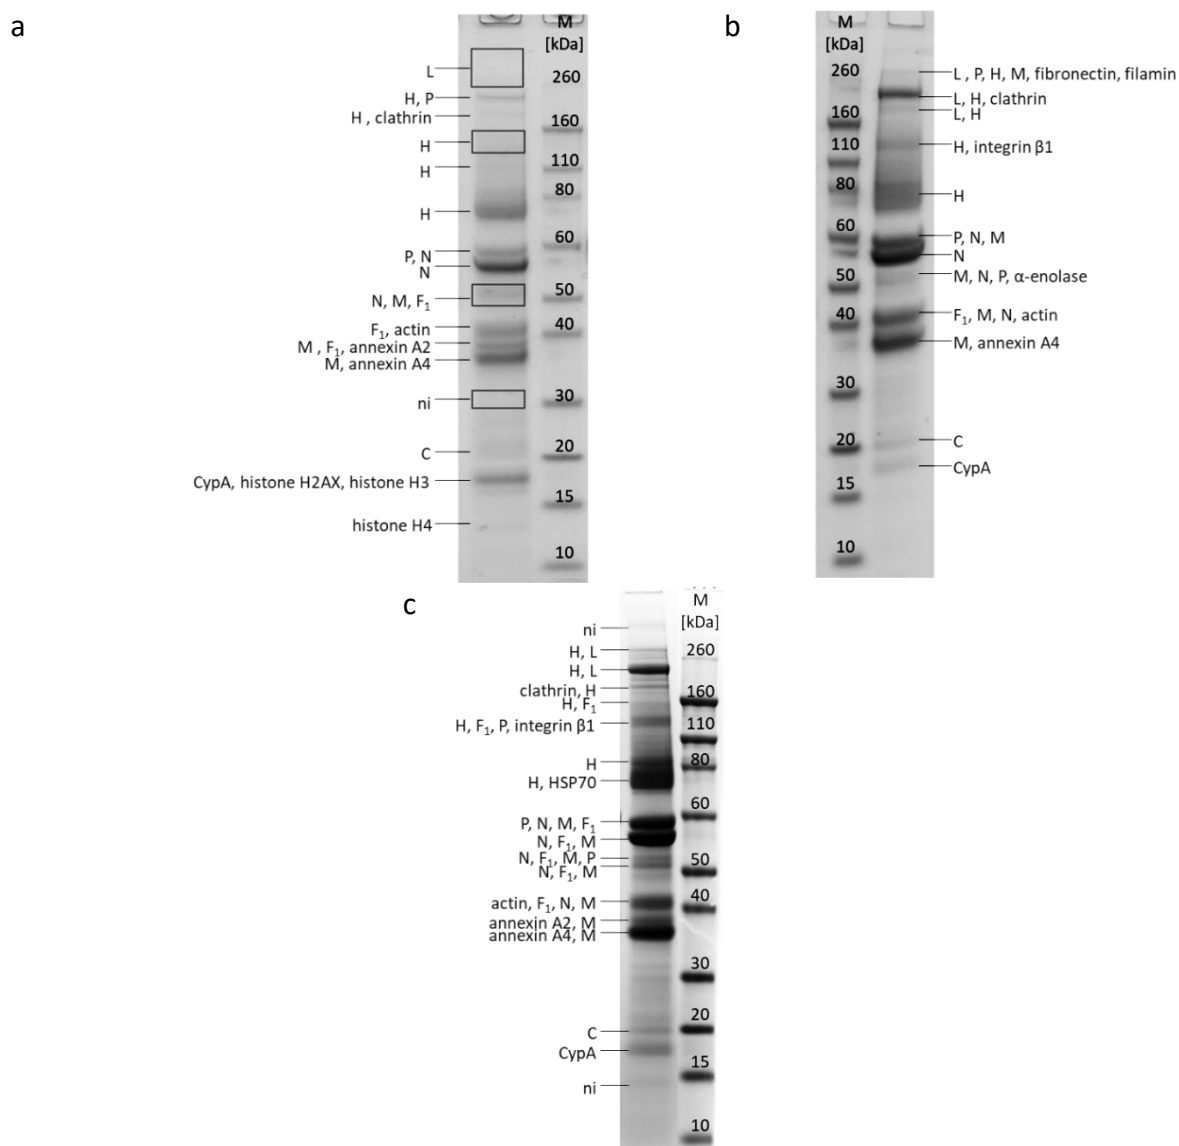 a
M
[kDa]
L
260
H, P
H , clathrin
160
H
110
H
80
H
60
P, N
N
50
N, M, F₁
40
F₁, actin
M , F₁, annexin A2
M, annexin A4
30
ni
20
C
CypA, histone H2AX, histone H3
15
histone H4
10
b
M
[kDa]
260
L , P, H, M, fibronectin, filamin
L, H, clathrin
160
L, H
110
H, integrin β1
80
H
60
P, N, M
N
50
M, N, P, α-enolase
40
F₁, M, N, actin
M, annexin A4
30
20
C
CypA
15
10
c
M
[kDa]
ni
260
H, L
H, L
clathrin, H
160
H, F₁
110
H, F₁, P, integrin β1
80
H
H, HSP70
60
P, N, M, F₁
N, F₁, M
50
N, F₁, M, P
N, F₁, M
40
actin, F₁, N, M
annexin A2, M
annexin A4, M
30
20
C
CypA
15
ni
10